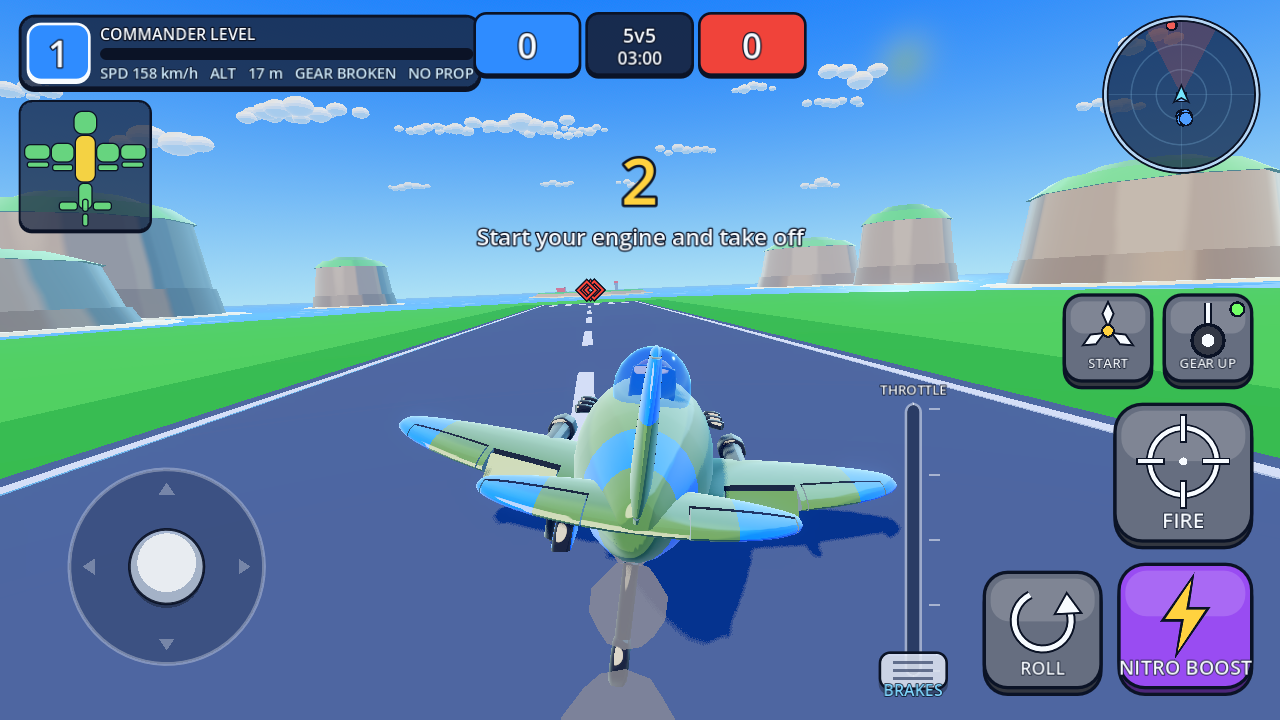 1
COMMANDER LEVEL
SPD 158 km/h ALT 17 m GEAR BROKEN NO PROP
0
5v5
03:00
0
2
Start your engine and take off
START
GEAR UP
THROTTLE
FIRE
ROLL
NITRO BOOST
BRAKES